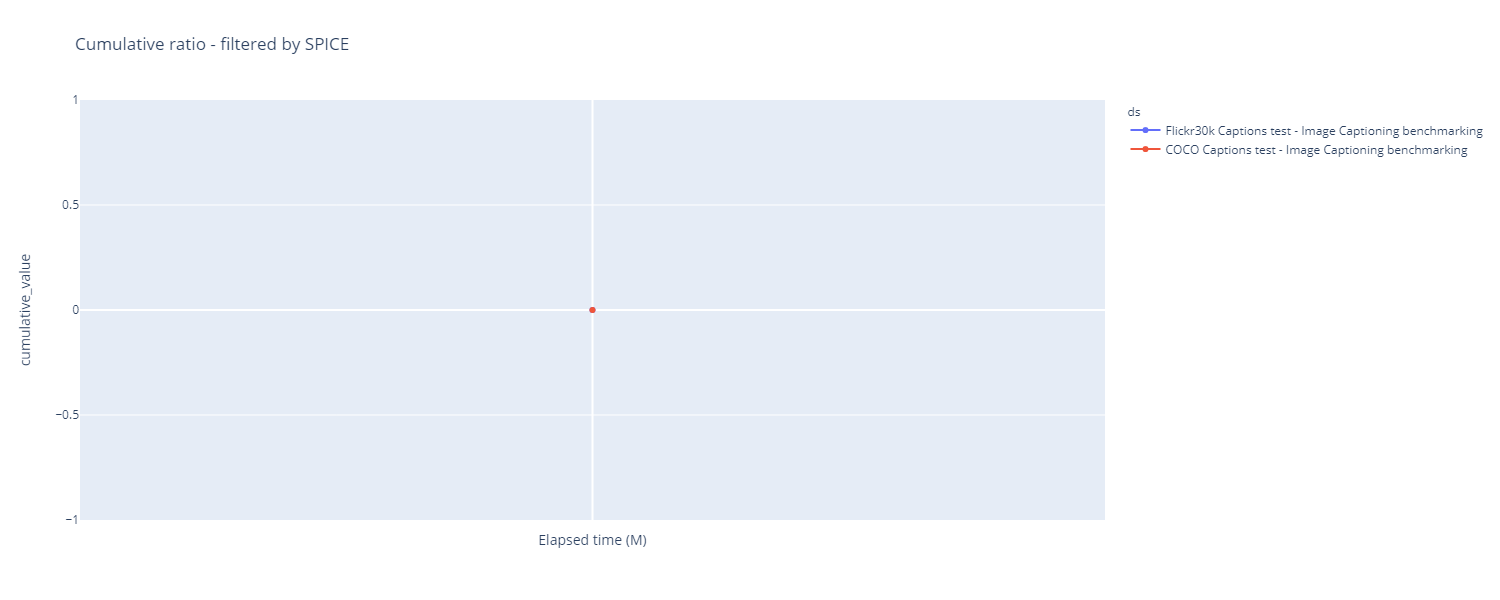 Cumulative ratio - filtered by SPICE
1
0.5
0
−0.5
−1
cumulative_value
Elapsed time (M)
ds
Flickr30k Captions test - Image Captioning benchmarking
COCO Captions test - Image Captioning benchmarking